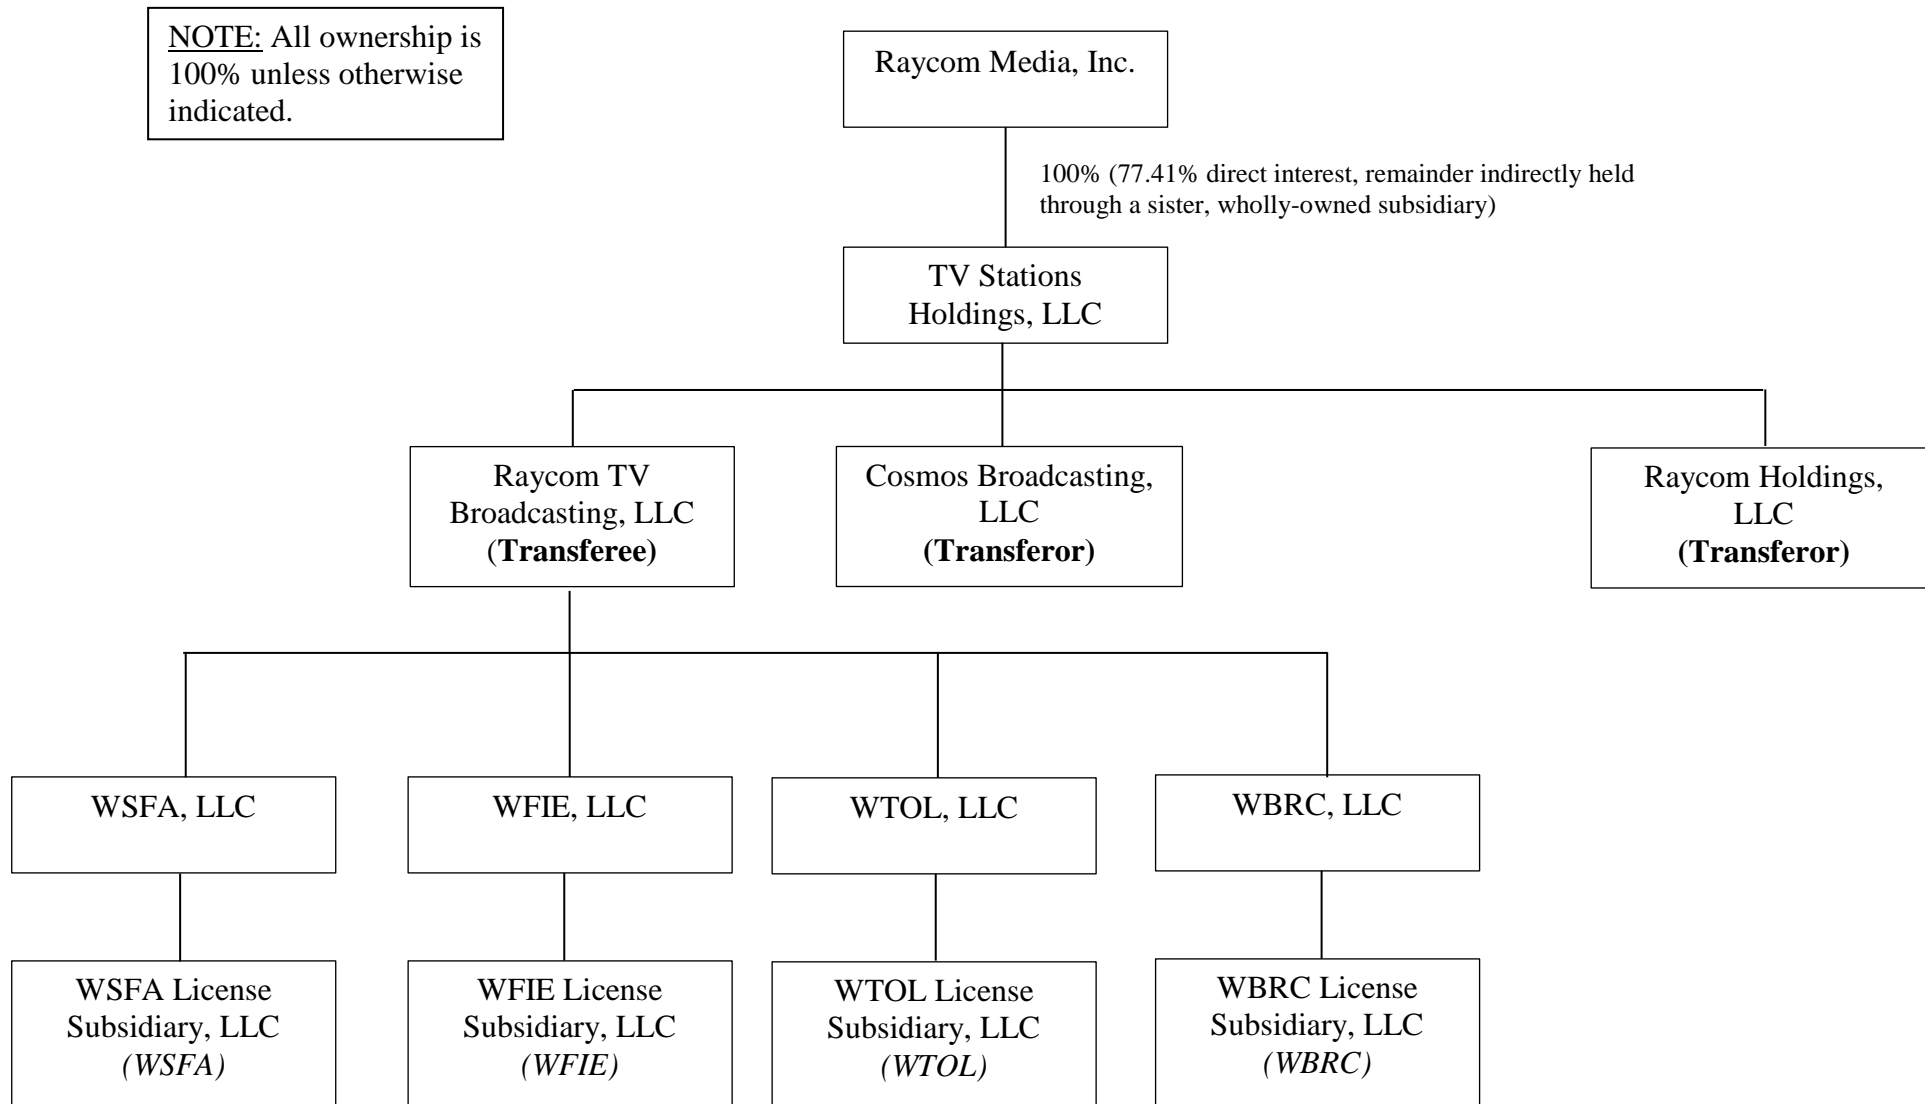 NOTE: All ownership is
100% unless otherwise
indicated.
Raycom Media, Inc.
100% (77.41% direct interest, remainder indirectly held
through a sister, wholly-owned subsidiary)
TV Stations
Holdings, LLC
Raycom TV
Broadcasting, LLC
(Transferee)
Cosmos Broadcasting,
LLC
(Transferor)
Raycom Holdings,
LLC
(Transferor)
WSFA, LLC
WFIE, LLC
WTOL, LLC
WBRC, LLC
WSFA License
Subsidiary, LLC
(WSFA)
WFIE License
Subsidiary, LLC
(WFIE)
WTOL License
Subsidiary, LLC
(WTOL)
WBRC License
Subsidiary, LLC
(WBRC)